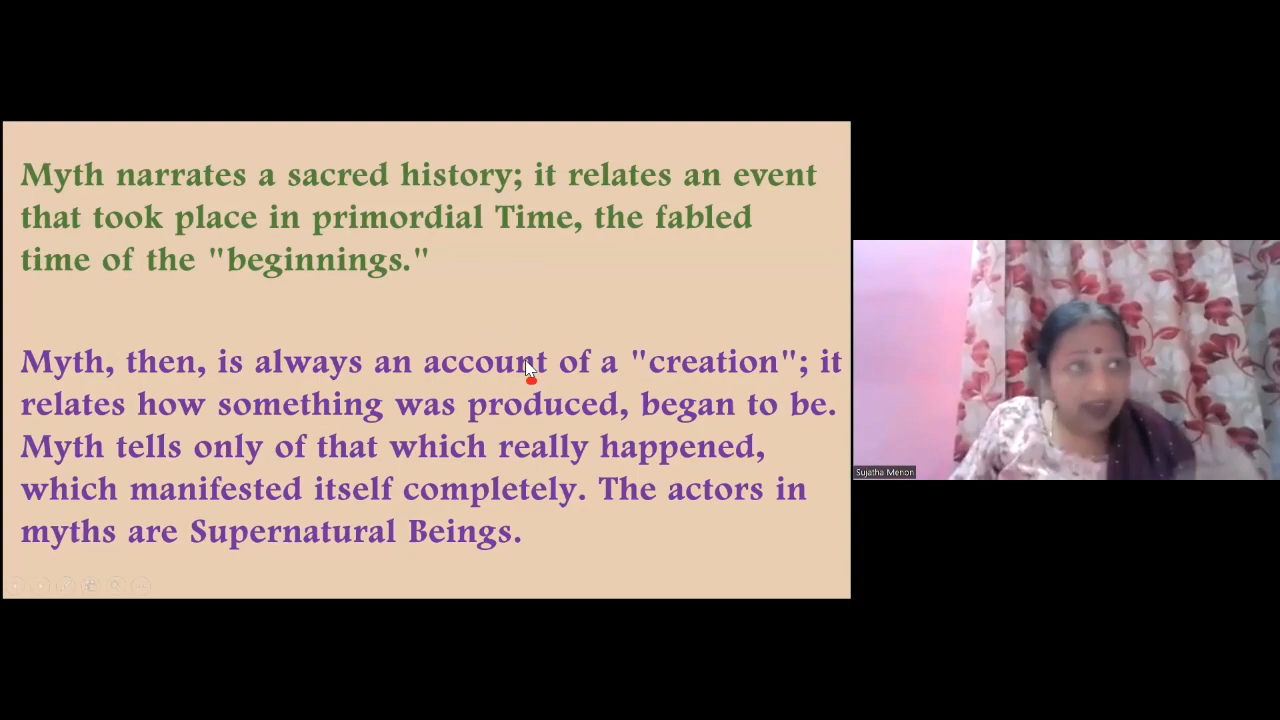 Myth narrates a sacred history; it relates an event
that took place in primordial Time, the fabled
time of the "beginnings."
Myth, then, is always an account of a "creation"; it
relates how something was produced, began to be.
Myth tells only of that which really happened,
which manifested itself completely. The actors in
myths are Supernatural Beings.
Sujatha Menon